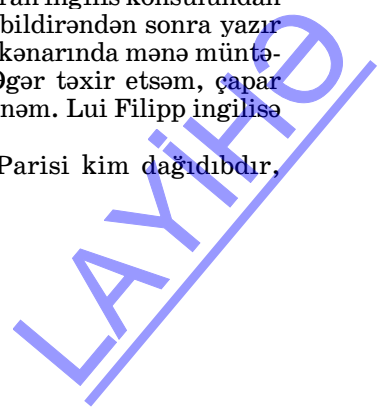 ran ingilis konsulundan
bildirəndən sonra yazır
kənarında mənə müntə-
Əgər təxir etsəm, çapar
nəm. Lui Filipp ingilisə
Parisi kim dağıdıbdır,
LAYİHƏ